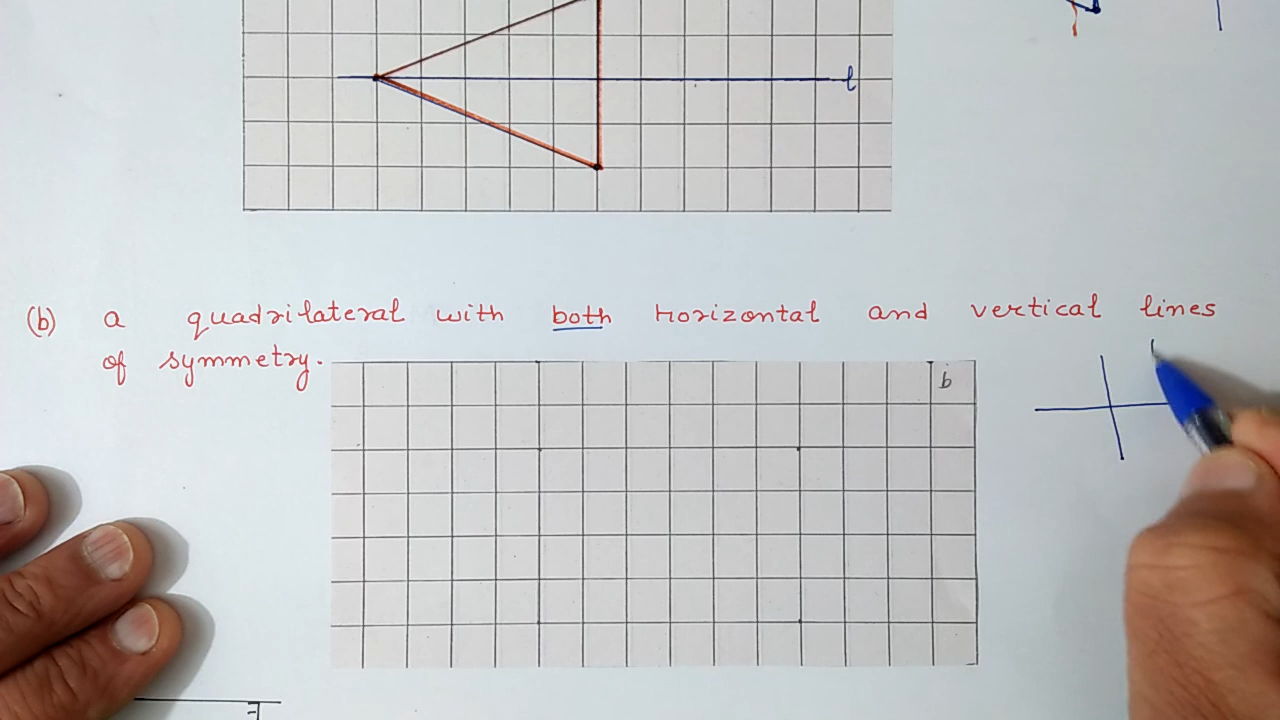 l
(b) a quadrilateral with both Horizontal and vertical lines
of symmetry.
b